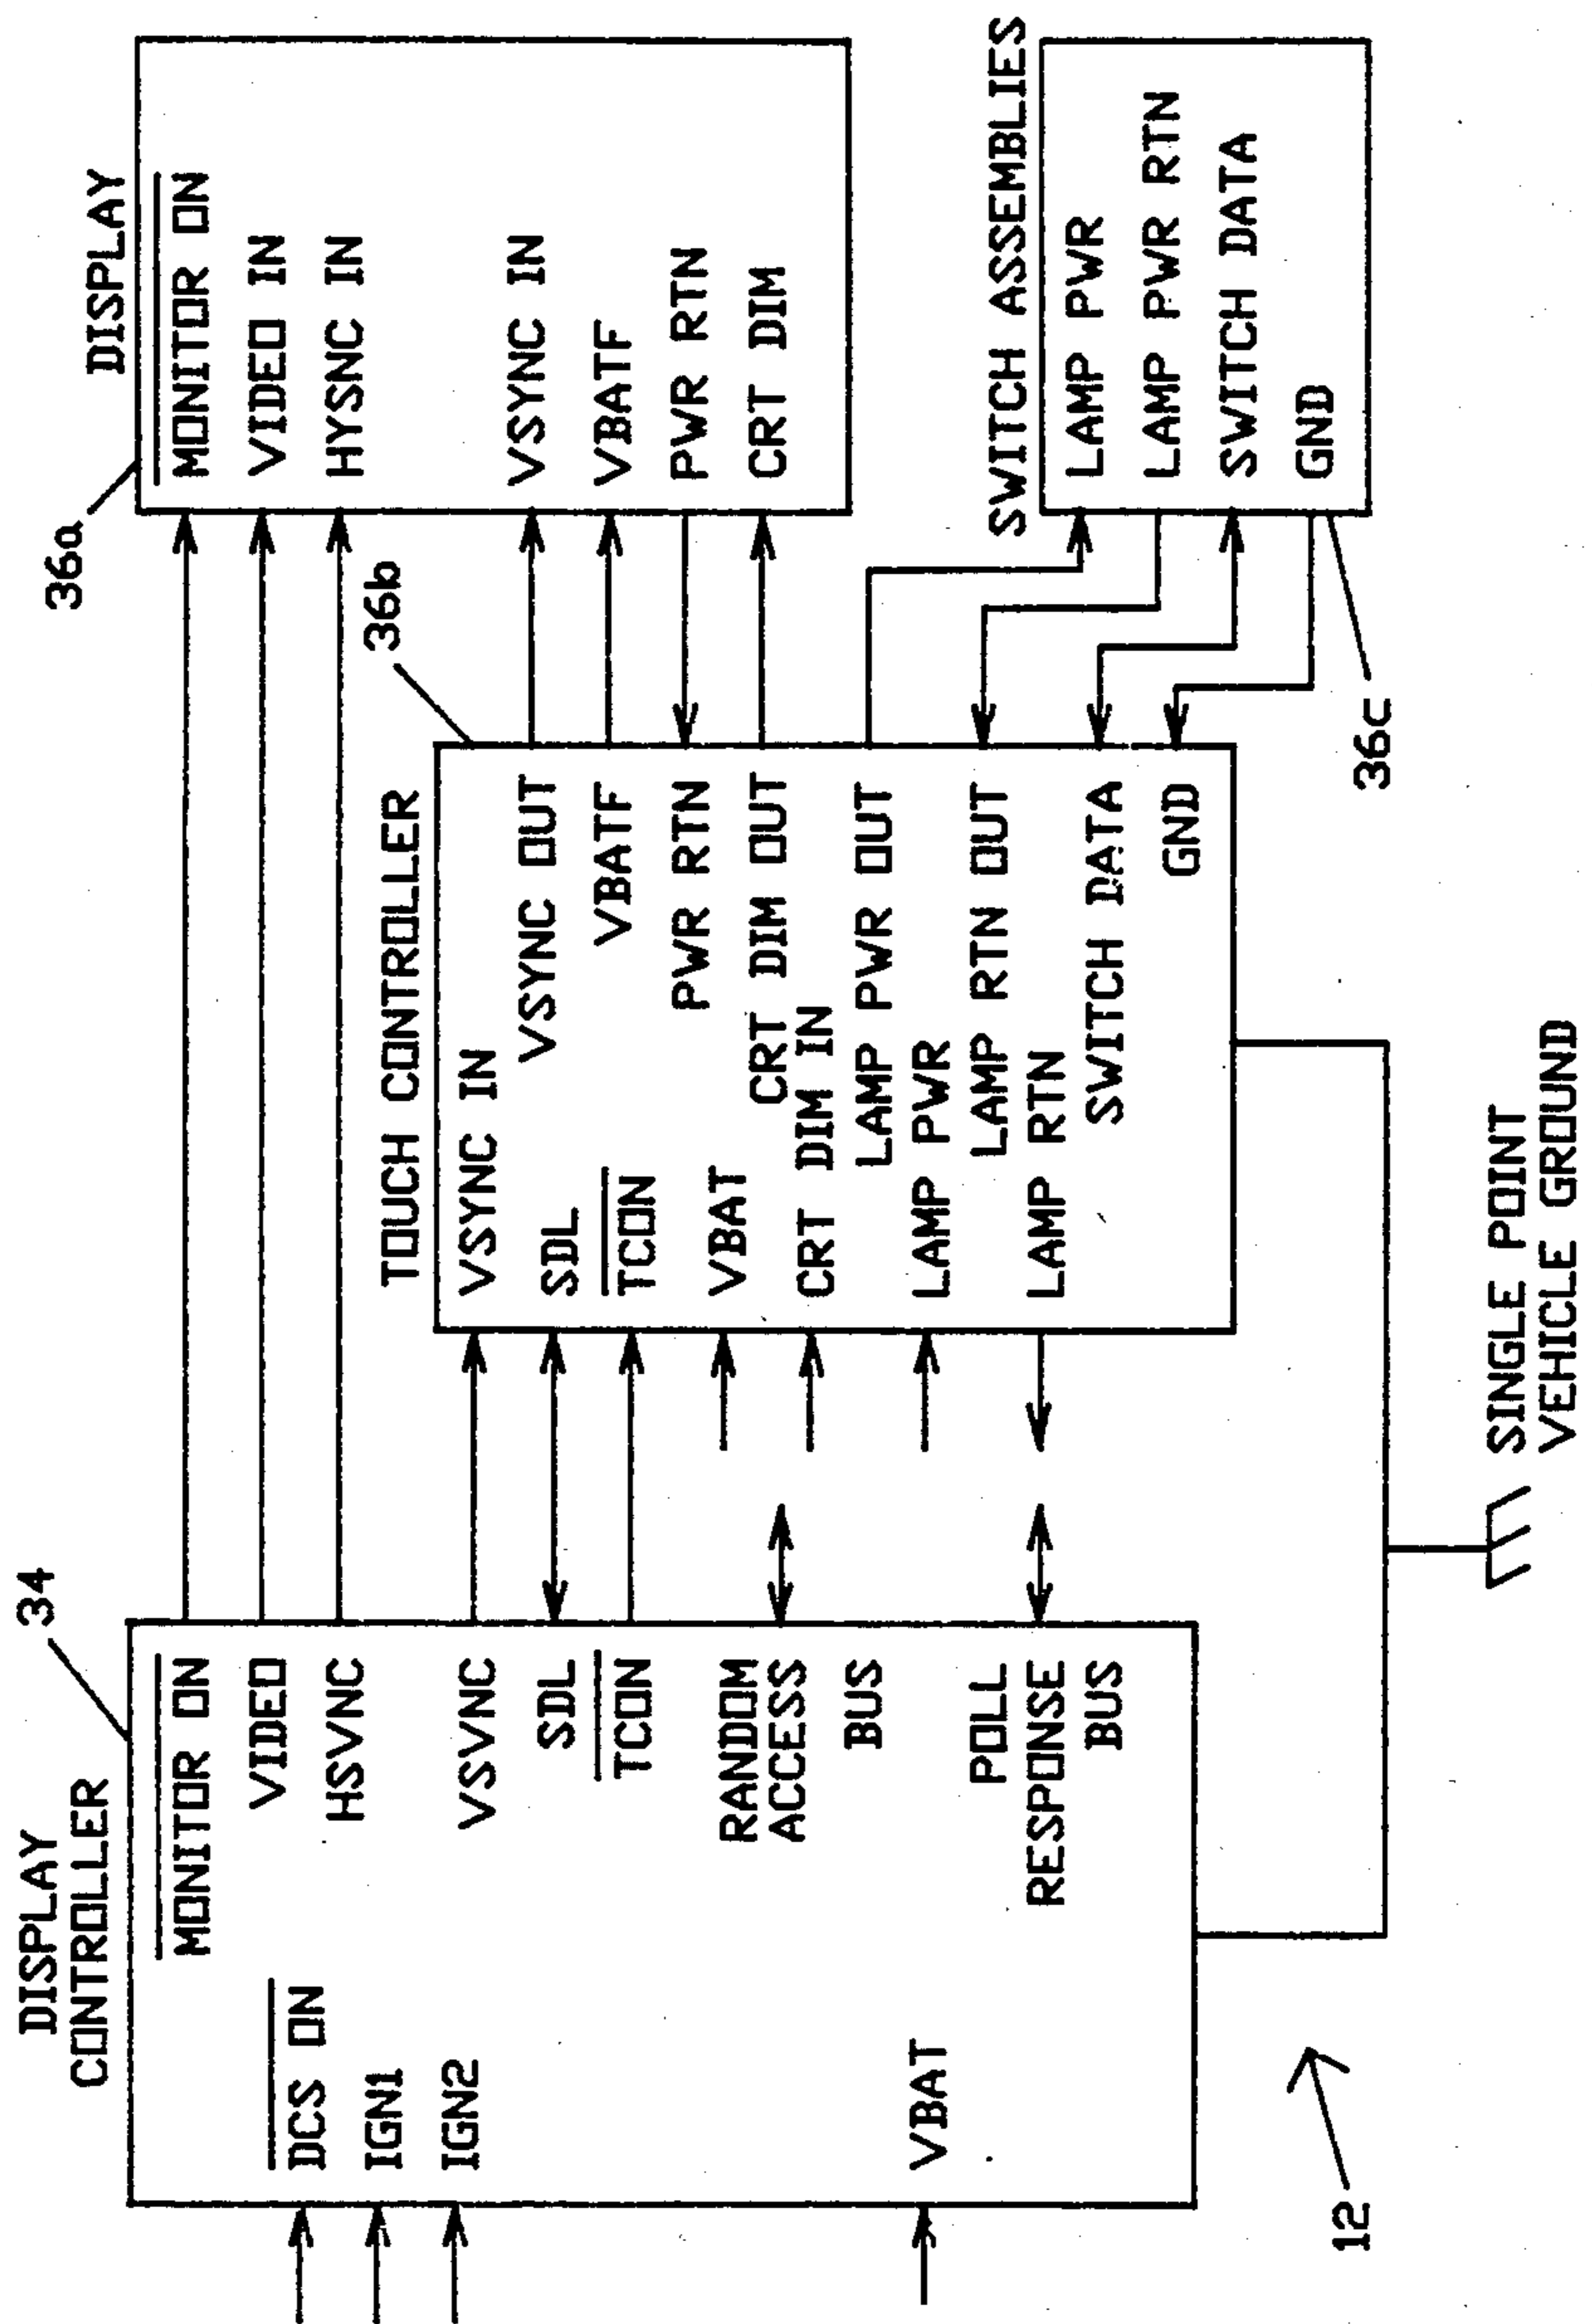 DISPLAY
CONTROLLER
34
MONITOR ON
DCS ON
VIDEO
IGN1
HSVNC
IGN2
VSVNC
SDL
TCON
RANDOM
ACCESS
BUS
VBAT
POLL
RESPONSE
BUS
12
TOUCH CONTROLLER
36b
VSYNC IN
VSYNC OUT
SDL
VBATF
TCON
PWR RTN
VBAT
CRT DIM OUT
CRT DIM IN
LAMP PWR OUT
LAMP PWR
LAMP RTN OUT
LAMP RTN
SWITCH DATA
GND
SINGLE POINT
VEHICLE GROUND
DISPLAY
36a
MONITOR ON
VIDEO IN
HYSNC IN
VSYNC IN
VBATF
PWR RTN
CRT DIM
SWITCH ASSEMBLIES
LAMP PWR
LAMP PWR RTN
SWITCH DATA
GND
36c